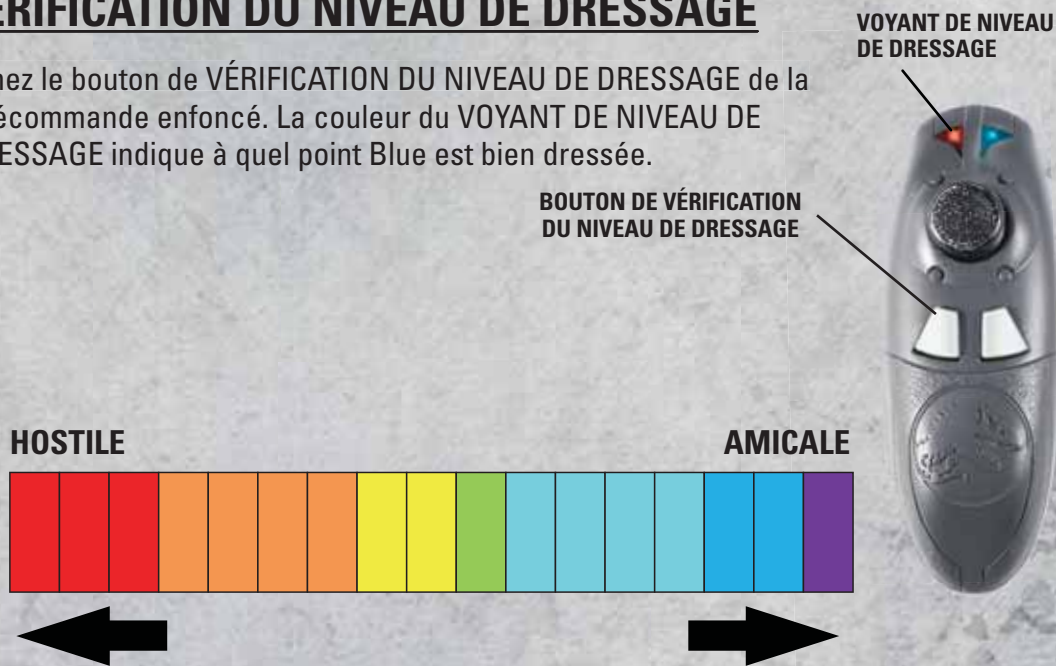 ÉRIFICATION DU NIVEAU DE DRESSAGE
VOYANT DE NIVEAU
DE DRESSAGE
nez le bouton de VÉRIFICATION DU NIVEAU DE DRESSAGE de la
écommande enfoncé. La couleur du VOYANT DE NIVEAU DE
ESSAGE indique à quel point Blue est bien dressée.
BOUTON DE VÉRIFICATION
DU NIVEAU DE DRESSAGE
HOSTILE
AMICALE